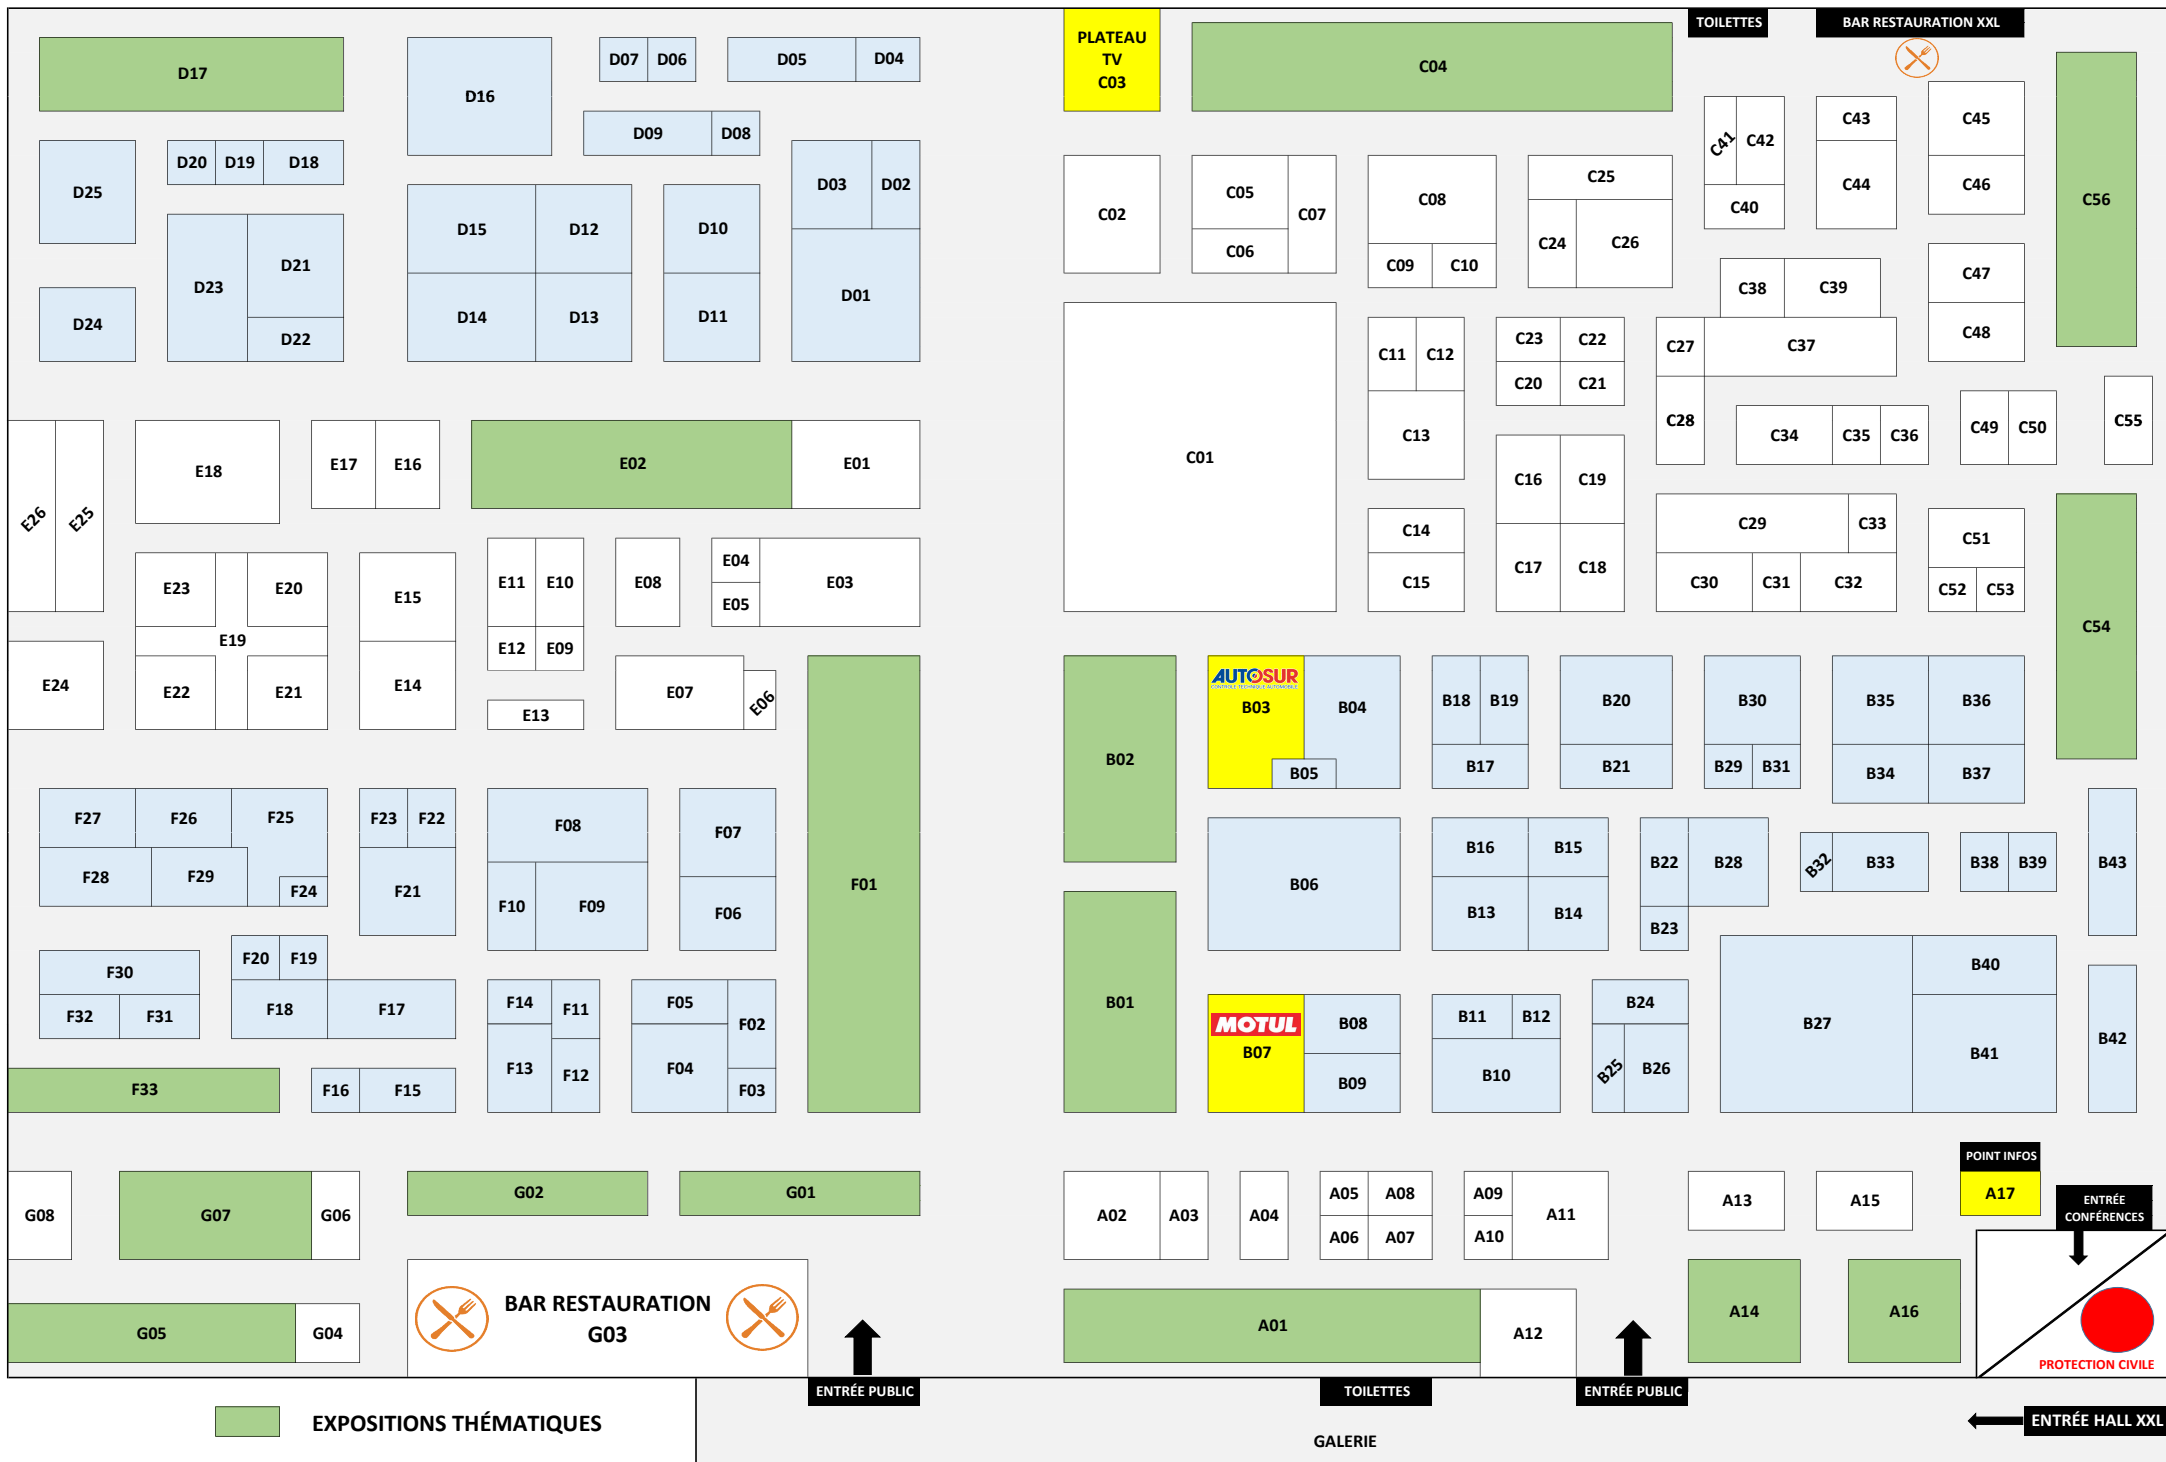 PLATEAU
TV
C03
TOILETTES
BAR RESTAURATION XXL
D17
D16
D07
D06
D05
D04
C04
D09
D08
C41
C42
C43
C45
D25
D20
D19
D18
D03
D02
C02
C05
C07
C08
C25
C40
C44
C46
C56
D23
D21
D15
D12
D10
C06
C09
C10
C24
C26
D24
D22
D14
D13
D11
D01
C38
C39
C47
C01
C11
C12
C23
C22
C27
C37
C48
C20
C21
E26
E25
E18
E17
E16
E02
E01
C13
C28
C34
C35
C36
C49
C50
C55
C16
C19
C14
C29
C33
C51
E23
E20
E15
E11
E10
E08
E04
E03
E05
C15
C17
C18
C30
C31
C32
C52
C53
C54
E19
E12
E09
E24
E22
E21
E14
E13
E07
E06
AUTOSUR
CONTROLE TECHNIQUE AUTOMOBILE
B03
B04
B05
B02
B18
B19
B17
B20
B21
B30
B29
B31
B35
B36
B34
B37
F27
F26
F25
F23
F22
F08
F07
F01
F28
F29
F24
F21
F10
F09
F06
B06
B16
B15
B13
B14
B22
B28
B23
B32
B33
B38
B39
B43
F30
F20
F19
F32
F31
F18
F17
F14
F11
F05
F02
F13
F12
F04
F03
F33
F16
F15
B01
MOTUL
B07
B08
B09
B11
B12
B10
B24
B25
B26
B27
B40
B41
B42
G08
G07
G06
G02
G01
A02
A03
A04
A05
A08
A06
A07
A09
A10
A11
A13
A15
POINT INFOS
A17
ENTRÉE
CONFÉRENCES
G05
G04
BAR RESTAURATION
G03
A01
A12
A14
A16
PROTECTION CIVILE
ENTRÉE PUBLIC
TOILETTES
ENTRÉE PUBLIC
ENTRÉE HALL XXL
EXPOSITIONS THÉMATIQUES
GALERIE